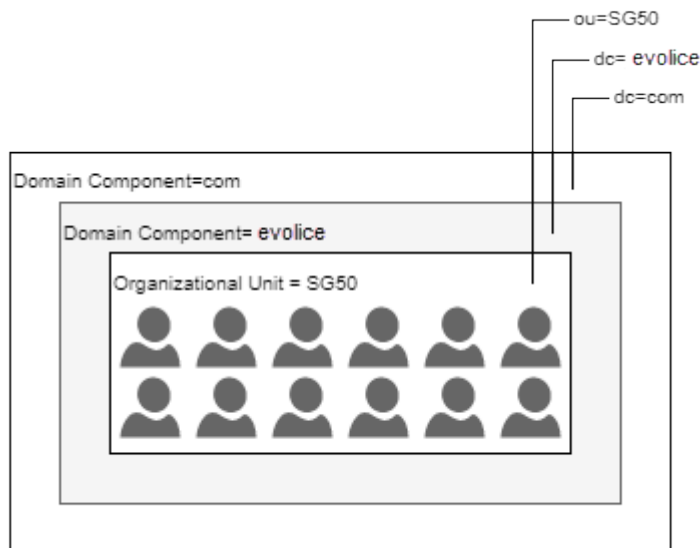 ou=SG50
dc= evolice
dc=com
Domain Component=com
Domain Component= evolice
Organizational Unit = SG50